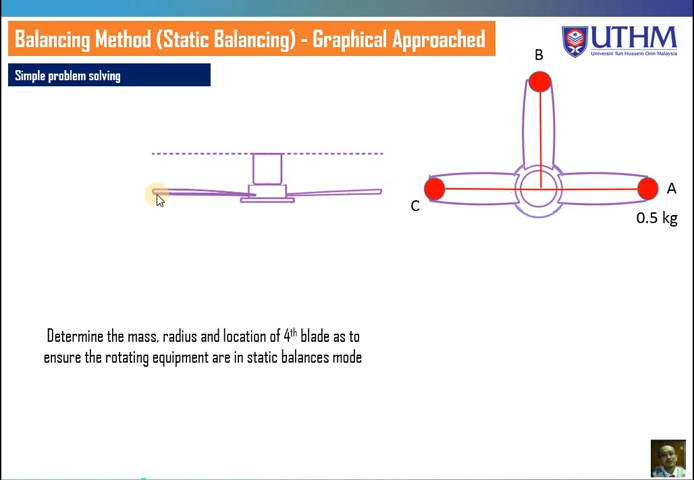 Balancing Method (Static Balancing) - Graphical Approached
UTHM
Universiti Tun Hussein Onn Malaysia
Simple problem solving
B
A
C
0.5 kg
Determine the mass, radius and location of 4th blade as to
ensure the rotating equipment are in static balances mode